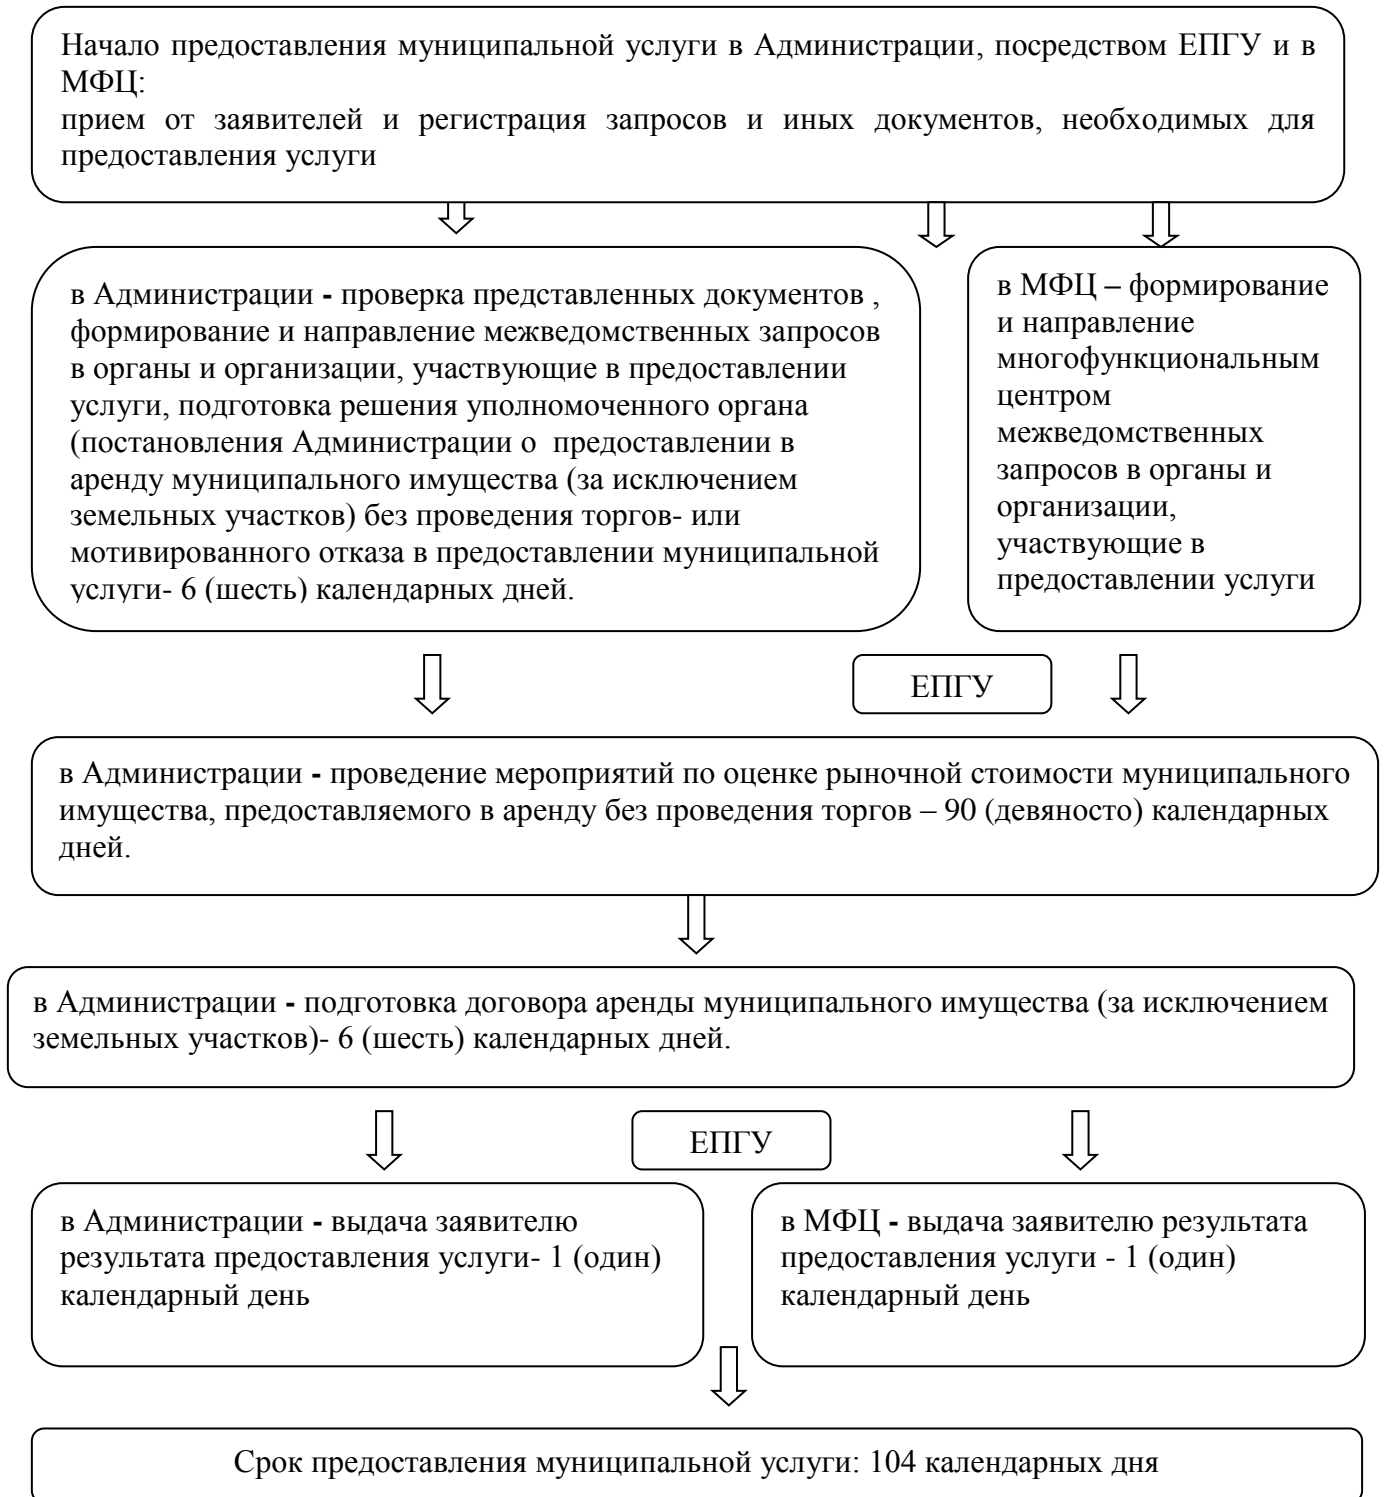 Начало предоставления муниципальной услуги в Администрации, посредством ЕПГУ и в
МФЦ:
прием от заявителей и регистрация запросов и иных документов, необходимых для
предоставления услуги
в Администрации - проверка представленных документов ,
формирование и направление межведомственных запросов
в органы и организации, участвующие в предоставлении
услуги, подготовка решения уполномоченного органа
(постановления Администрации о предоставлении в
аренду муниципального имущества (за исключением
земельных участков) без проведения торгов- или
мотивированного отказа в предоставлении муниципальной
услуги- 6 (шесть) календарных дней.
в МФЦ – формирование
и направление
многофункциональным
центром
межведомственных
запросов в органы и
организации,
участвующие в
предоставлении услуги
ЕПГУ
в Администрации - проведение мероприятий по оценке рыночной стоимости муниципального
имущества, предоставляемого в аренду без проведения торгов – 90 (девяносто) календарных
дней.
в Администрации - подготовка договора аренды муниципального имущества (за исключением
земельных участков)- 6 (шесть) календарных дней.
ЕПГУ
в Администрации - выдача заявителю
результата предоставления услуги- 1 (один)
календарный день
в МФЦ - выдача заявителю результата
предоставления услуги - 1 (один)
календарный день
Срок предоставления муниципальной услуги: 104 календарных дня